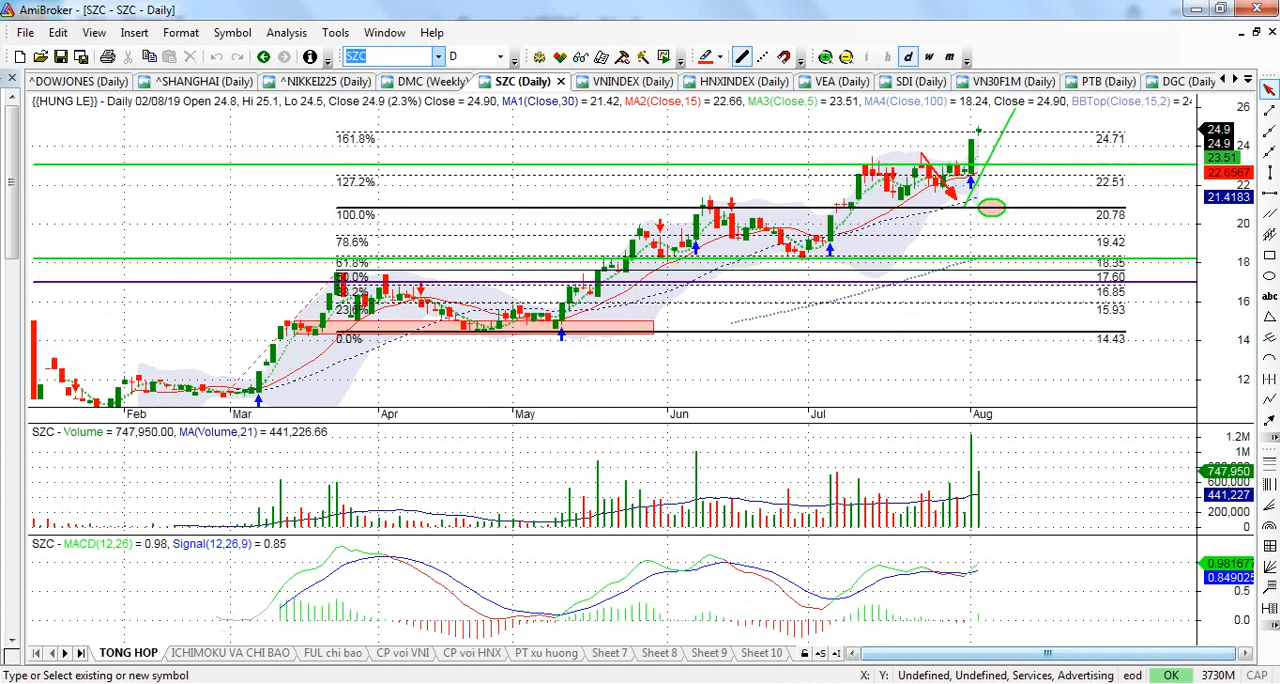 AmiBroker - [SZC - SZC - Daily]
File Edit View Insert Format Symbol Analysis Tools Window Help
SZC D i h d w m
^DOWJONES (Daily) ^SHANGHAI (Daily) ^NIKKEI225 (Daily) DMC (Weekly) SZC (Daily) VNINDEX (Daily) HNXINDEX (Daily) VEA (Daily) SDI (Daily) VN30F1M (Daily) PTB (Daily) DGC (Daily)
{{HUNG LE}} - Daily 02/08/19 Open 24.8, Hi 25.1, Lo 24.5, Close 24.9 (2.3%) Close = 24.90, MA1(Close,30) = 21.42, MA2(Close,15) = 22.66, MA3(Close,5) = 23.51, MA4(Close,100) = 18.24, Close = 24.90, BBTop(Close,15,2) = 24
26
24.9
161.8% 24.71
24.9
24
23.51
22.6567
127.2% 22.51
22
21.4183
100.0% 20.78
20
78.6% 19.42
61.8% 18.35
18
50.0% 17.60
38.2% 16.85
16
23.6% 15.93
0.0% 14.43
14
12
Feb Mar Apr May Jun Jul Aug
SZC - Volume = 747,950.00, MA(Volume,21) = 441,226.66
1.2M
1M
747,950
600,000
441,227
200,000
0
SZC - MACD(12,26) = 0.98, Signal(12,26,9) = 0.85
0.981677
0.849025
0.5
0.0
abc
TONG HOP ICHIMOKU VA CHI BAO FUL chi bao CP voi VNI CP voi HNX PT xu huong Sheet 7 Sheet 8 Sheet 9 Sheet 10
Type or Select existing or new symbol X: Y: Undefined, Undefined, Services, Advertising eod OK 3730M CAP